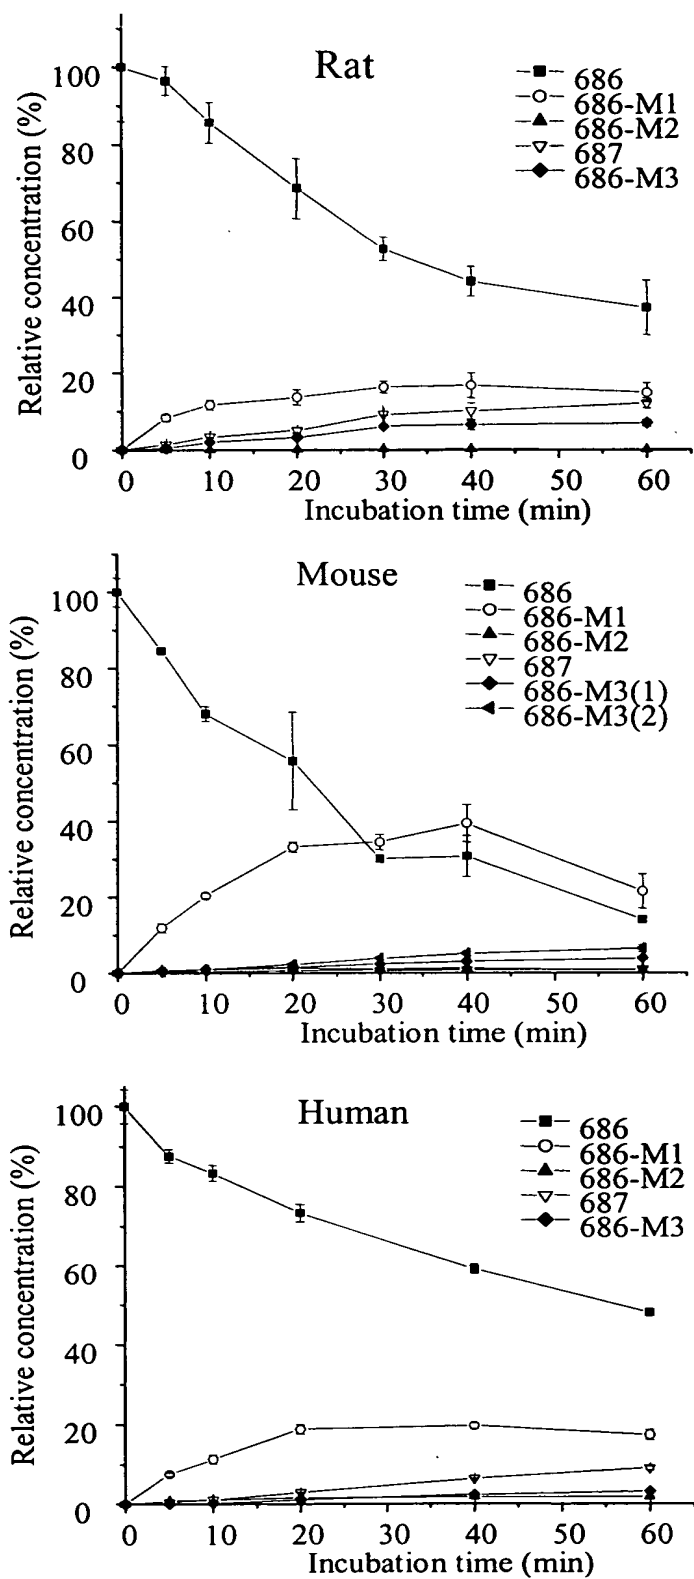 Rat
686
686-M1
686-M2
687
686-M3
Relative concentration (%)
100
80
60
40
20
0
0 10 20 30 40 50 60
Incubation time (min)
Mouse
686
686-M1
686-M2
687
686-M3(1)
686-M3(2)
Relative concentration (%)
100
80
60
40
20
0
0 10 20 30 40 50 60
Incubation time (min)
Human
686
686-M1
686-M2
687
686-M3
Relative concentration (%)
100
80
60
40
20
0
0 10 20 30 40 50 60
Incubation time (min)